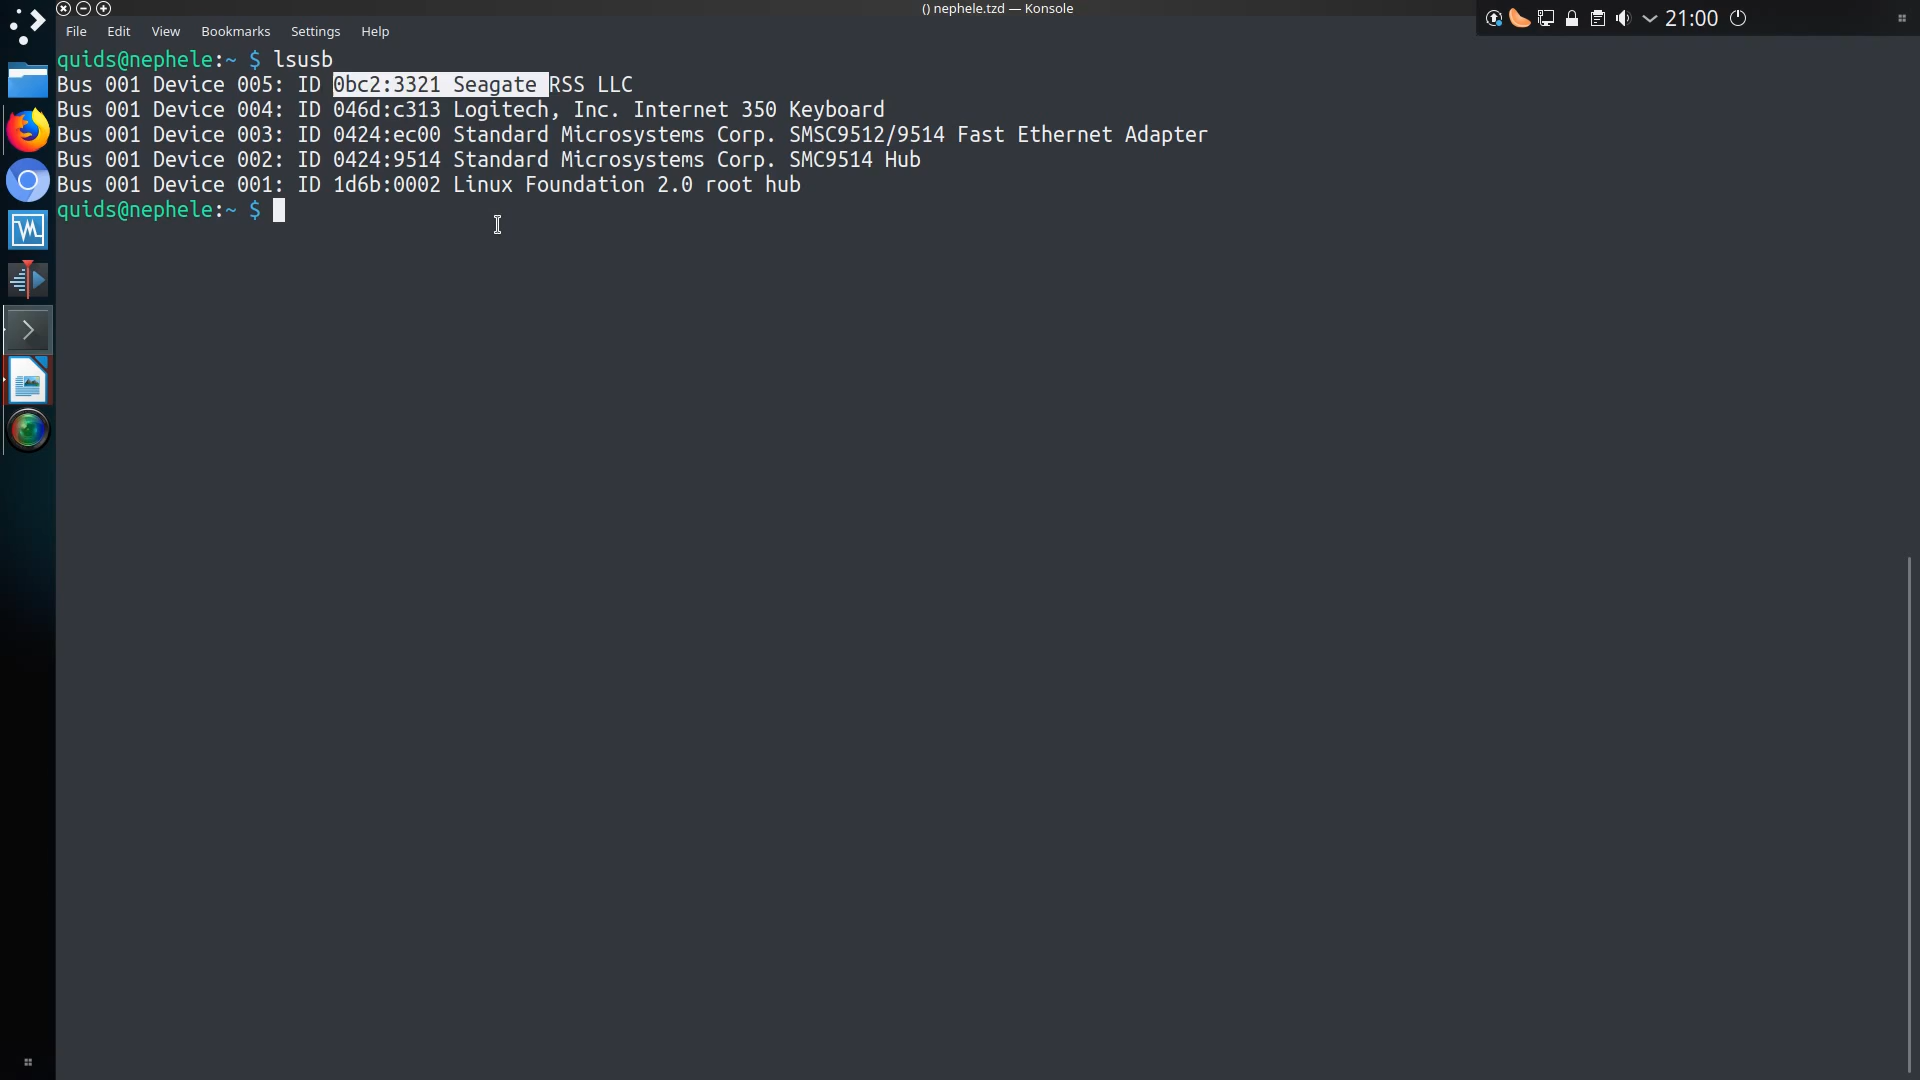 () nephele.tzd — Konsole
21:00
File Edit View Bookmarks Settings Help
quids@nephele:~ $ lsusb
Bus 001 Device 005: ID 0bc2:3321 Seagate RSS LLC
Bus 001 Device 004: ID 046d:c313 Logitech, Inc. Internet 350 Keyboard
Bus 001 Device 003: ID 0424:ec00 Standard Microsystems Corp. SMSC9512/9514 Fast Ethernet Adapter
Bus 001 Device 002: ID 0424:9514 Standard Microsystems Corp. SMC9514 Hub
Bus 001 Device 001: ID 1d6b:0002 Linux Foundation 2.0 root hub
quids@nephele:~ $